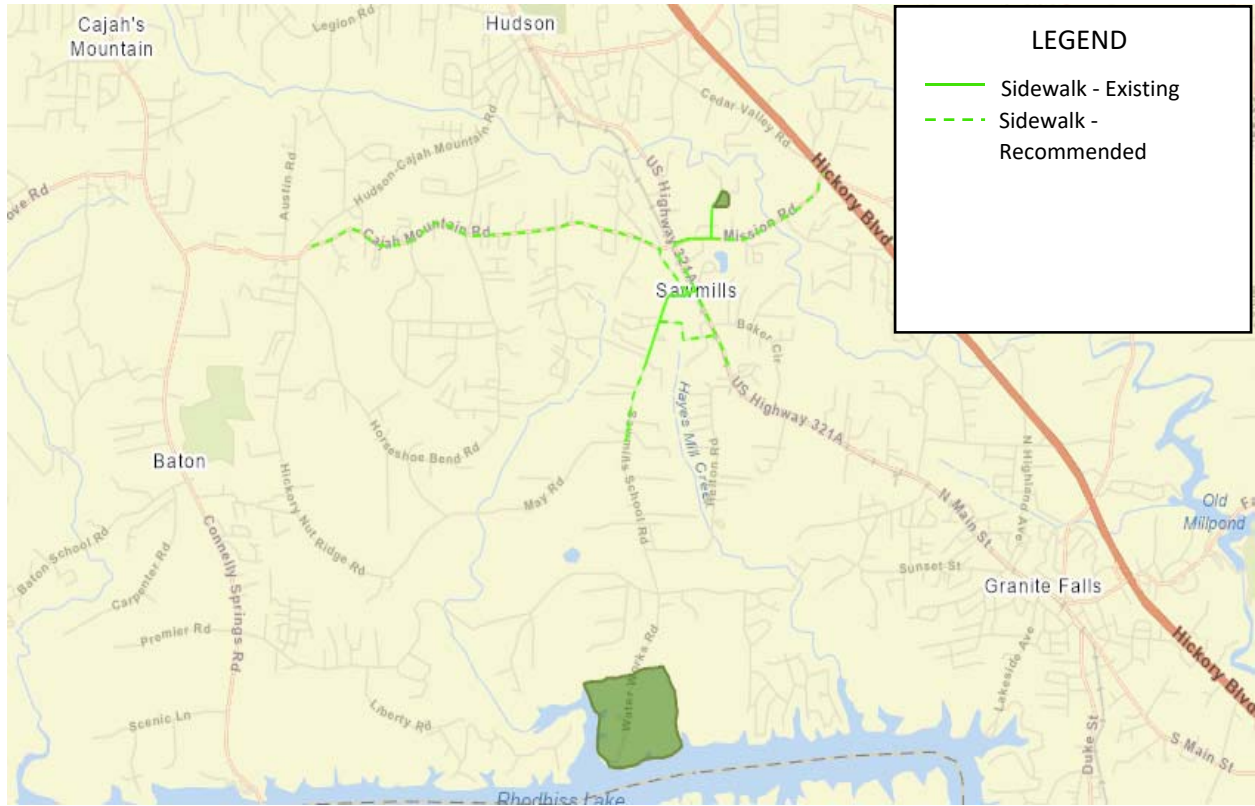 Cajah's
Mountain
Legion Rd
Hudson
LEGEND
Sidewalk - Existing
Sidewalk -
Recommended
Cedar Valley Rd
Hudson-Cajah Mountain Rd
Austin Rd
US Highway 321A
Hickory Blvd
ove Rd
Cajah Mountain Rd
Mission Rd
Sawmills
Baker Cir
US Highway 321A
Hayes Mill Creek
Horseshoe Bend Rd
Sawmills School Rd
Baton
May Rd
N Highland Ave
N Main St
Old
Millpond
Hickory Nut Ridge Rd
Connelly Springs Rd
Baton School Rd
Carpenter Rd
Sunset St
Granite Falls
Premier Rd
Water Works Rd
Lakeside Ave
Hickory Blvd
Scenic Ln
Liberty Rd
Duke St
S Main St
Rhodhiss Lake